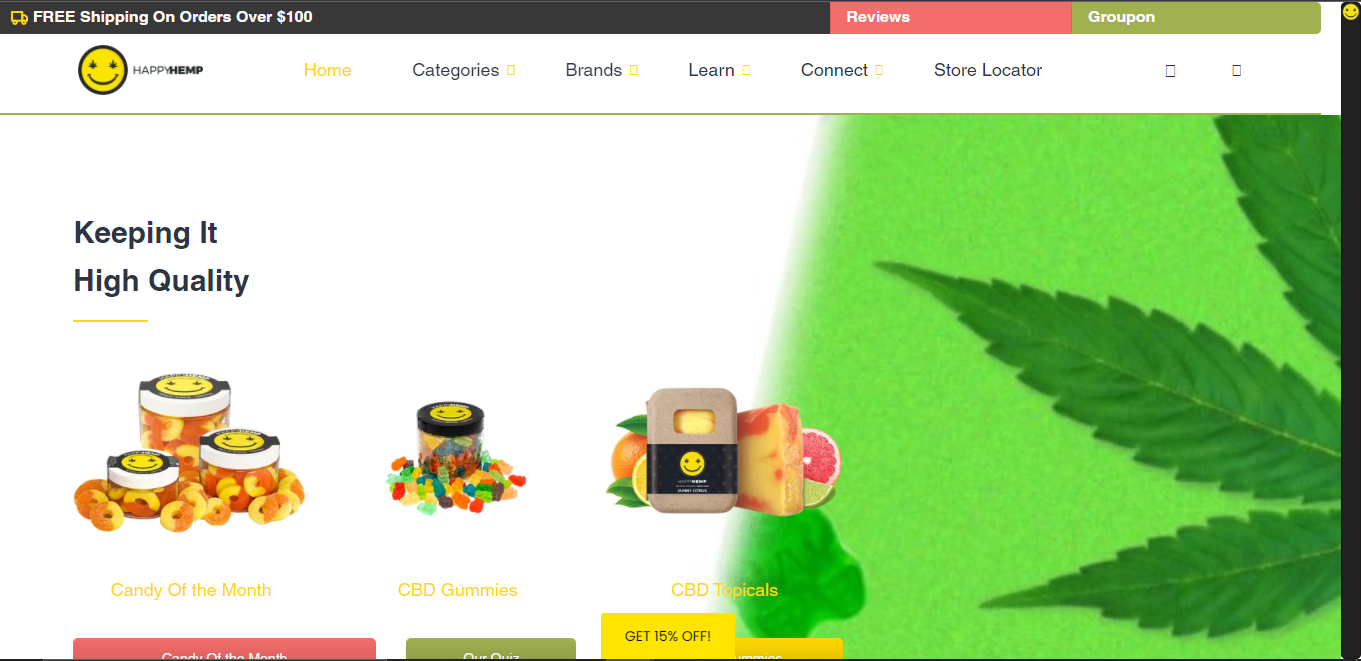 FREE Shipping On Orders Over $100
Reviews
Groupon
HAPPYHEMP
Home
Categories
Brands
Learn
Connect
Store Locator
Keeping It
High Quality
HAPPYHEMP
SUNNY CITRUS
Candy Of the Month
CBD Gummies
CBD Topicals
GET 15% OFF!
Candy Of the Month
Our Quiz